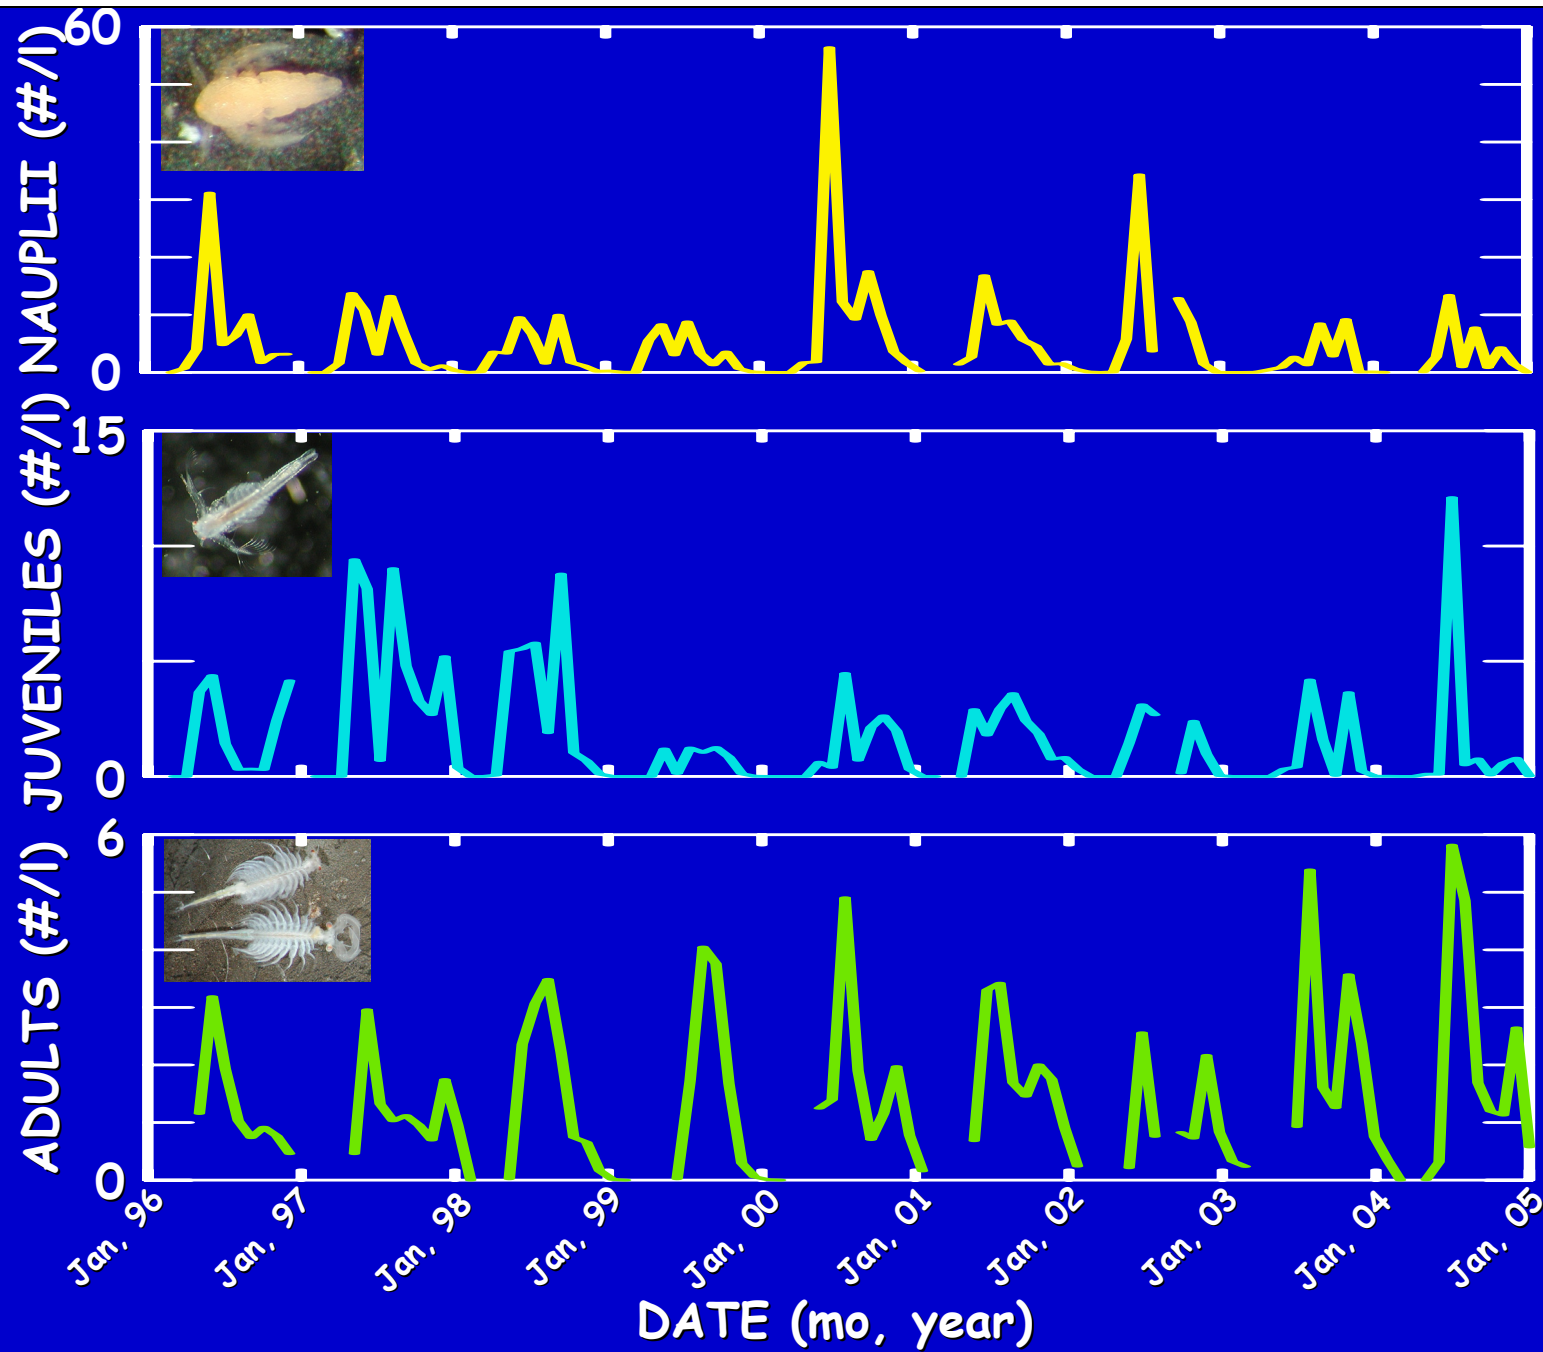 60
NAUPLII (#/l)
0
15
JUVENILES (#/l)
0
6
ADULTS (#/l)
0
Jan, 96
Jan, 97
Jan, 98
Jan, 99
Jan, 00
Jan, 01
Jan, 02
Jan, 03
Jan, 04
Jan, 05
DATE (mo, year)